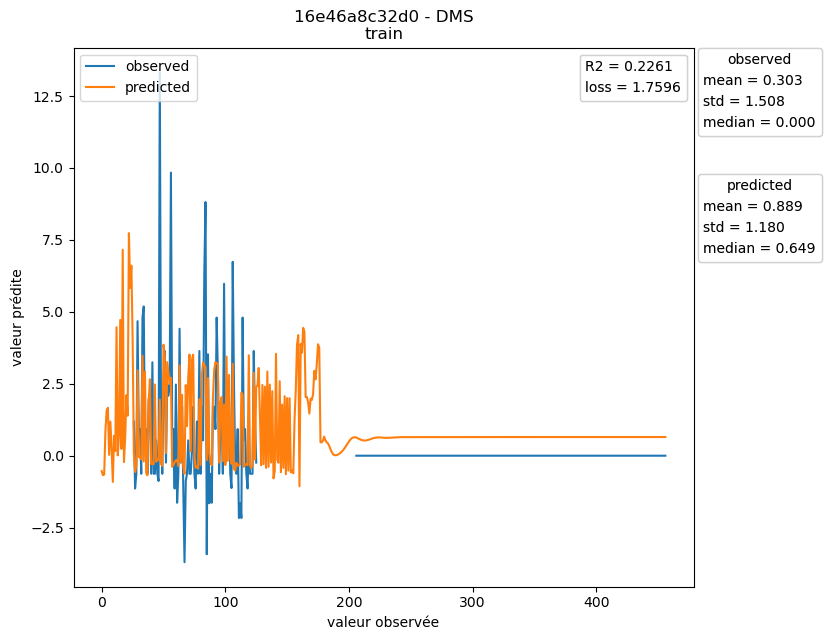 16e46a8c32d0 - DMS
train
observed
predicted
R2 = 0.2261
loss = 1.7596
observed
mean = 0.303
std = 1.508
median = 0.000
predicted
mean = 0.889
std = 1.180
median = 0.649
12.5
10.0
7.5
5.0
2.5
0.0
−2.5
valeur prédite
0
100
200
300
400
valeur observée